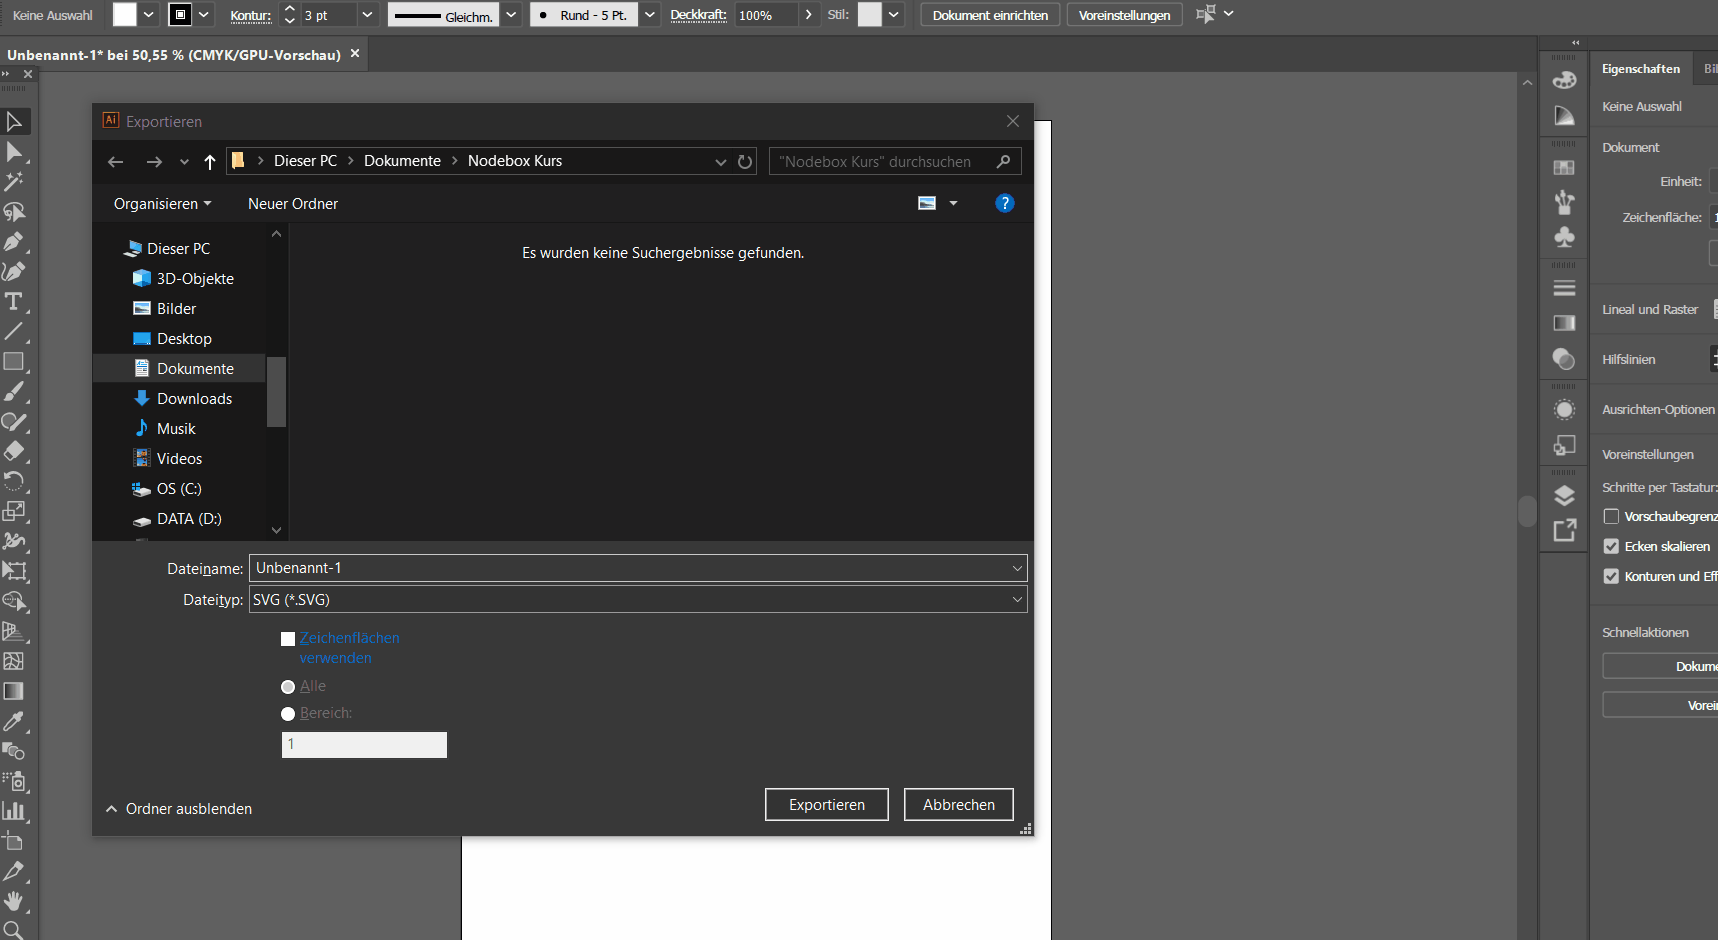 Keine Auswahl Kontur: 3 pt Gleichm. Rund - 5 Pt. Deckkraft: 100% Stil: Dokument einrichten Voreinstellungen
Unbenannt-1* bei 50,55 % (CMYK/GPU-Vorschau)
Ai Exportieren
Dieser PC Dokumente Nodebox Kurs "Nodebox Kurs" durchsuchen
Organisieren Neuer Ordner
Dieser PC
3D-Objekte
Bilder
Desktop
Dokumente
Downloads
Musik
Videos
OS (C:)
DATA (D:)
Es wurden keine Suchergebnisse gefunden.
Dateiname: Unbenannt-1
Dateityp: SVG (*.SVG)
Zeichenflächen
verwenden
Alle
Bereich:
1
Ordner ausblenden
Exportieren Abbrechen
Eigenschaften Bil
Keine Auswahl
Dokument
Einheit:
Zeichenfläche: 1
Lineal und Raster
Hilfslinien
Ausrichten-Optionen
Voreinstellungen
Schritte per Tastatur:
Vorschaubegrenz
Ecken skalieren
Konturen und Eff
Schnellaktionen
Dokume
Vorein